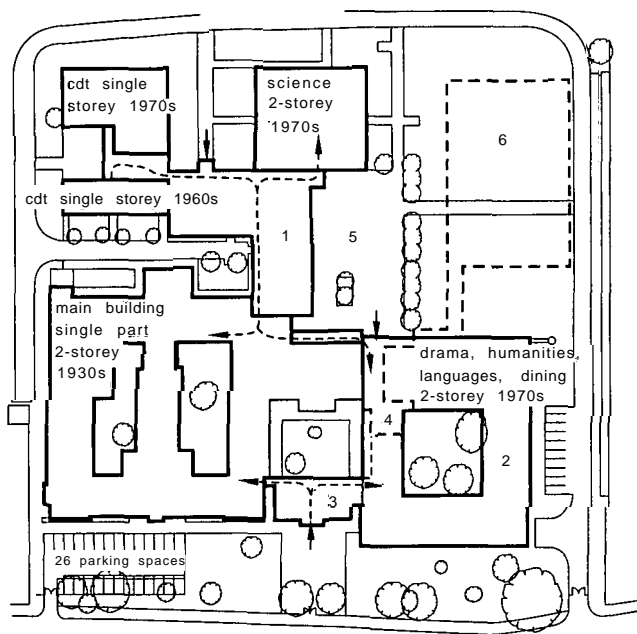 cdt single
storey 1970s
science
2-storey
1970s
6
cdt single storey 1960s
1
5
main building
single part
2-storey
1930s
drama, humanities,
languages, dining
2-storey 1970s
4
2
3
26 parking spaces